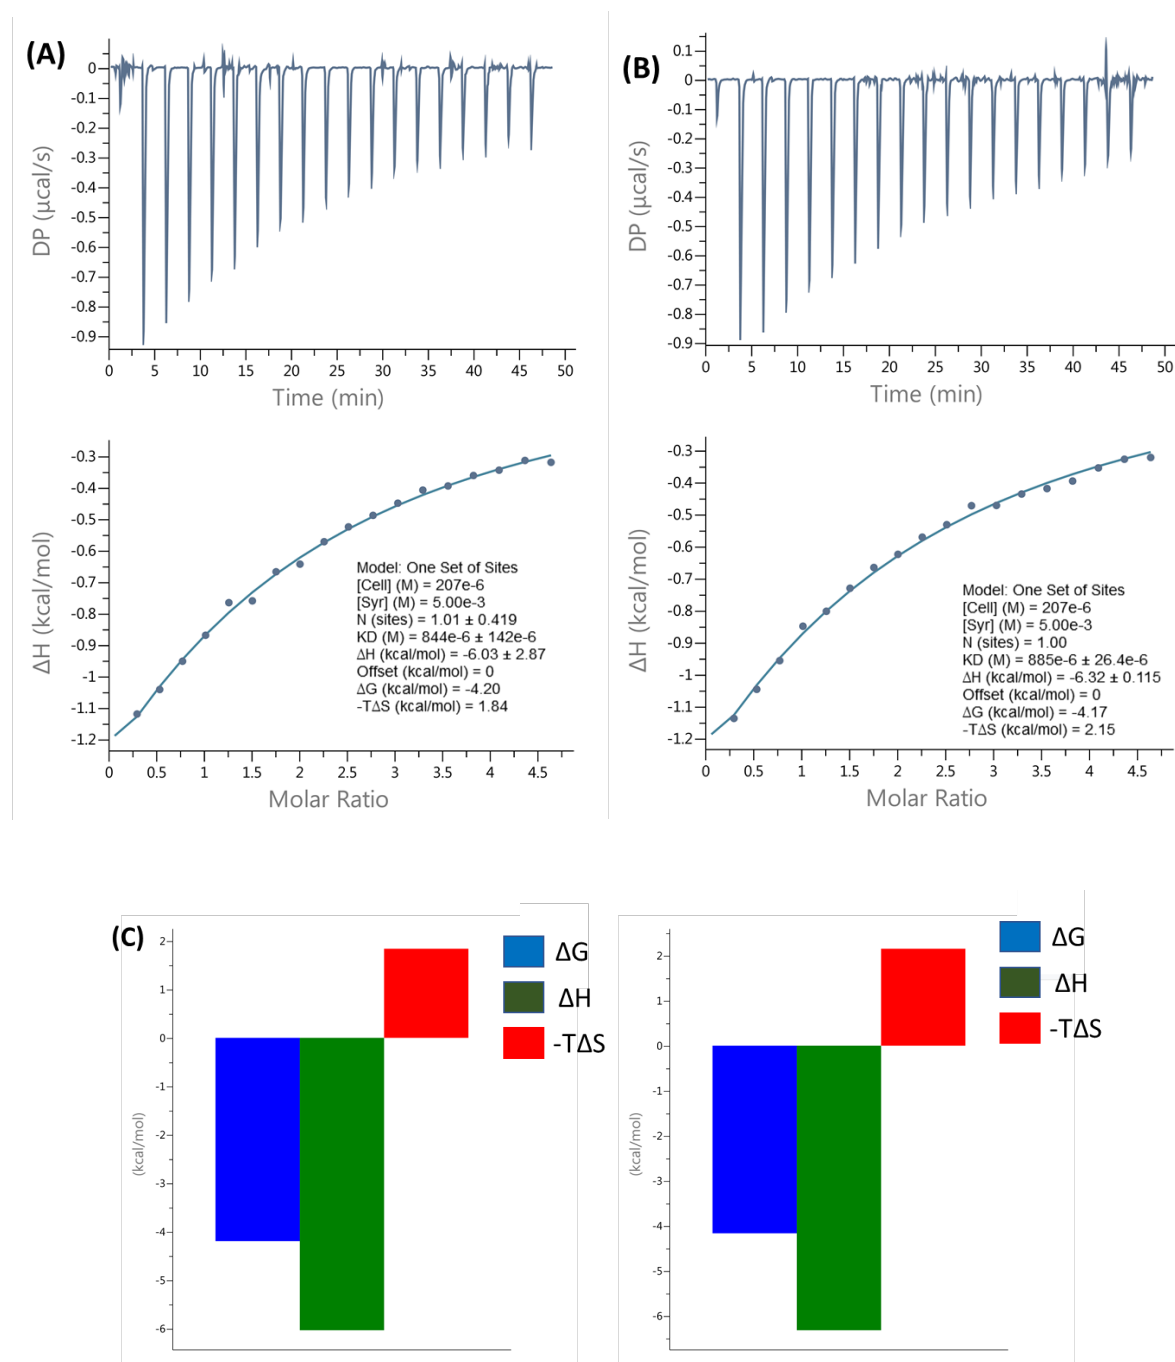 (A)
0
-0.1
-0.2
-0.3
-0.4
-0.5
-0.6
-0.7
-0.8
-0.9
DP (μcal/s)
0 5 10 15 20 25 30 35 40 45 50
Time (min)
-0.3
-0.4
-0.5
-0.6
-0.7
-0.8
-0.9
-1
-1.1
-1.2
ΔH (kcal/mol)
Model: One Set of Sites
[Cell] (M) = 207e-6
[Syr] (M) = 5.00e-3
N (sites) = 1.01 ± 0.419
KD (M) = 844e-6 ± 142e-6
ΔH (kcal/mol) = -6.03 ± 2.87
Offset (kcal/mol) = 0
ΔG (kcal/mol) = -4.20
-TΔS (kcal/mol) = 1.84
0 0.5 1 1.5 2 2.5 3 3.5 4 4.5
Molar Ratio
(B)
0.1
0
-0.1
-0.2
-0.3
-0.4
-0.5
-0.6
-0.7
-0.8
-0.9
DP (μcal/s)
0 5 10 15 20 25 30 35 40 45 50
Time (min)
-0.3
-0.4
-0.5
-0.6
-0.7
-0.8
-0.9
-1
-1.1
-1.2
ΔH (kcal/mol)
Model: One Set of Sites
[Cell] (M) = 207e-6
[Syr] (M) = 5.00e-3
N (sites) = 1.00
KD (M) = 885e-6 ± 26.4e-6
ΔH (kcal/mol) = -6.32 ± 0.115
Offset (kcal/mol) = 0
ΔG (kcal/mol) = -4.17
-TΔS (kcal/mol) = 2.15
0 0.5 1 1.5 2 2.5 3 3.5 4 4.5
Molar Ratio
(C)
2
1
0
-1
-2
-3
-4
-5
-6
(kcal/mol)
ΔG
ΔH
-TΔS
2
1
0
-1
-2
-3
-4
-5
-6
(kcal/mol)
ΔG
ΔH
-TΔS